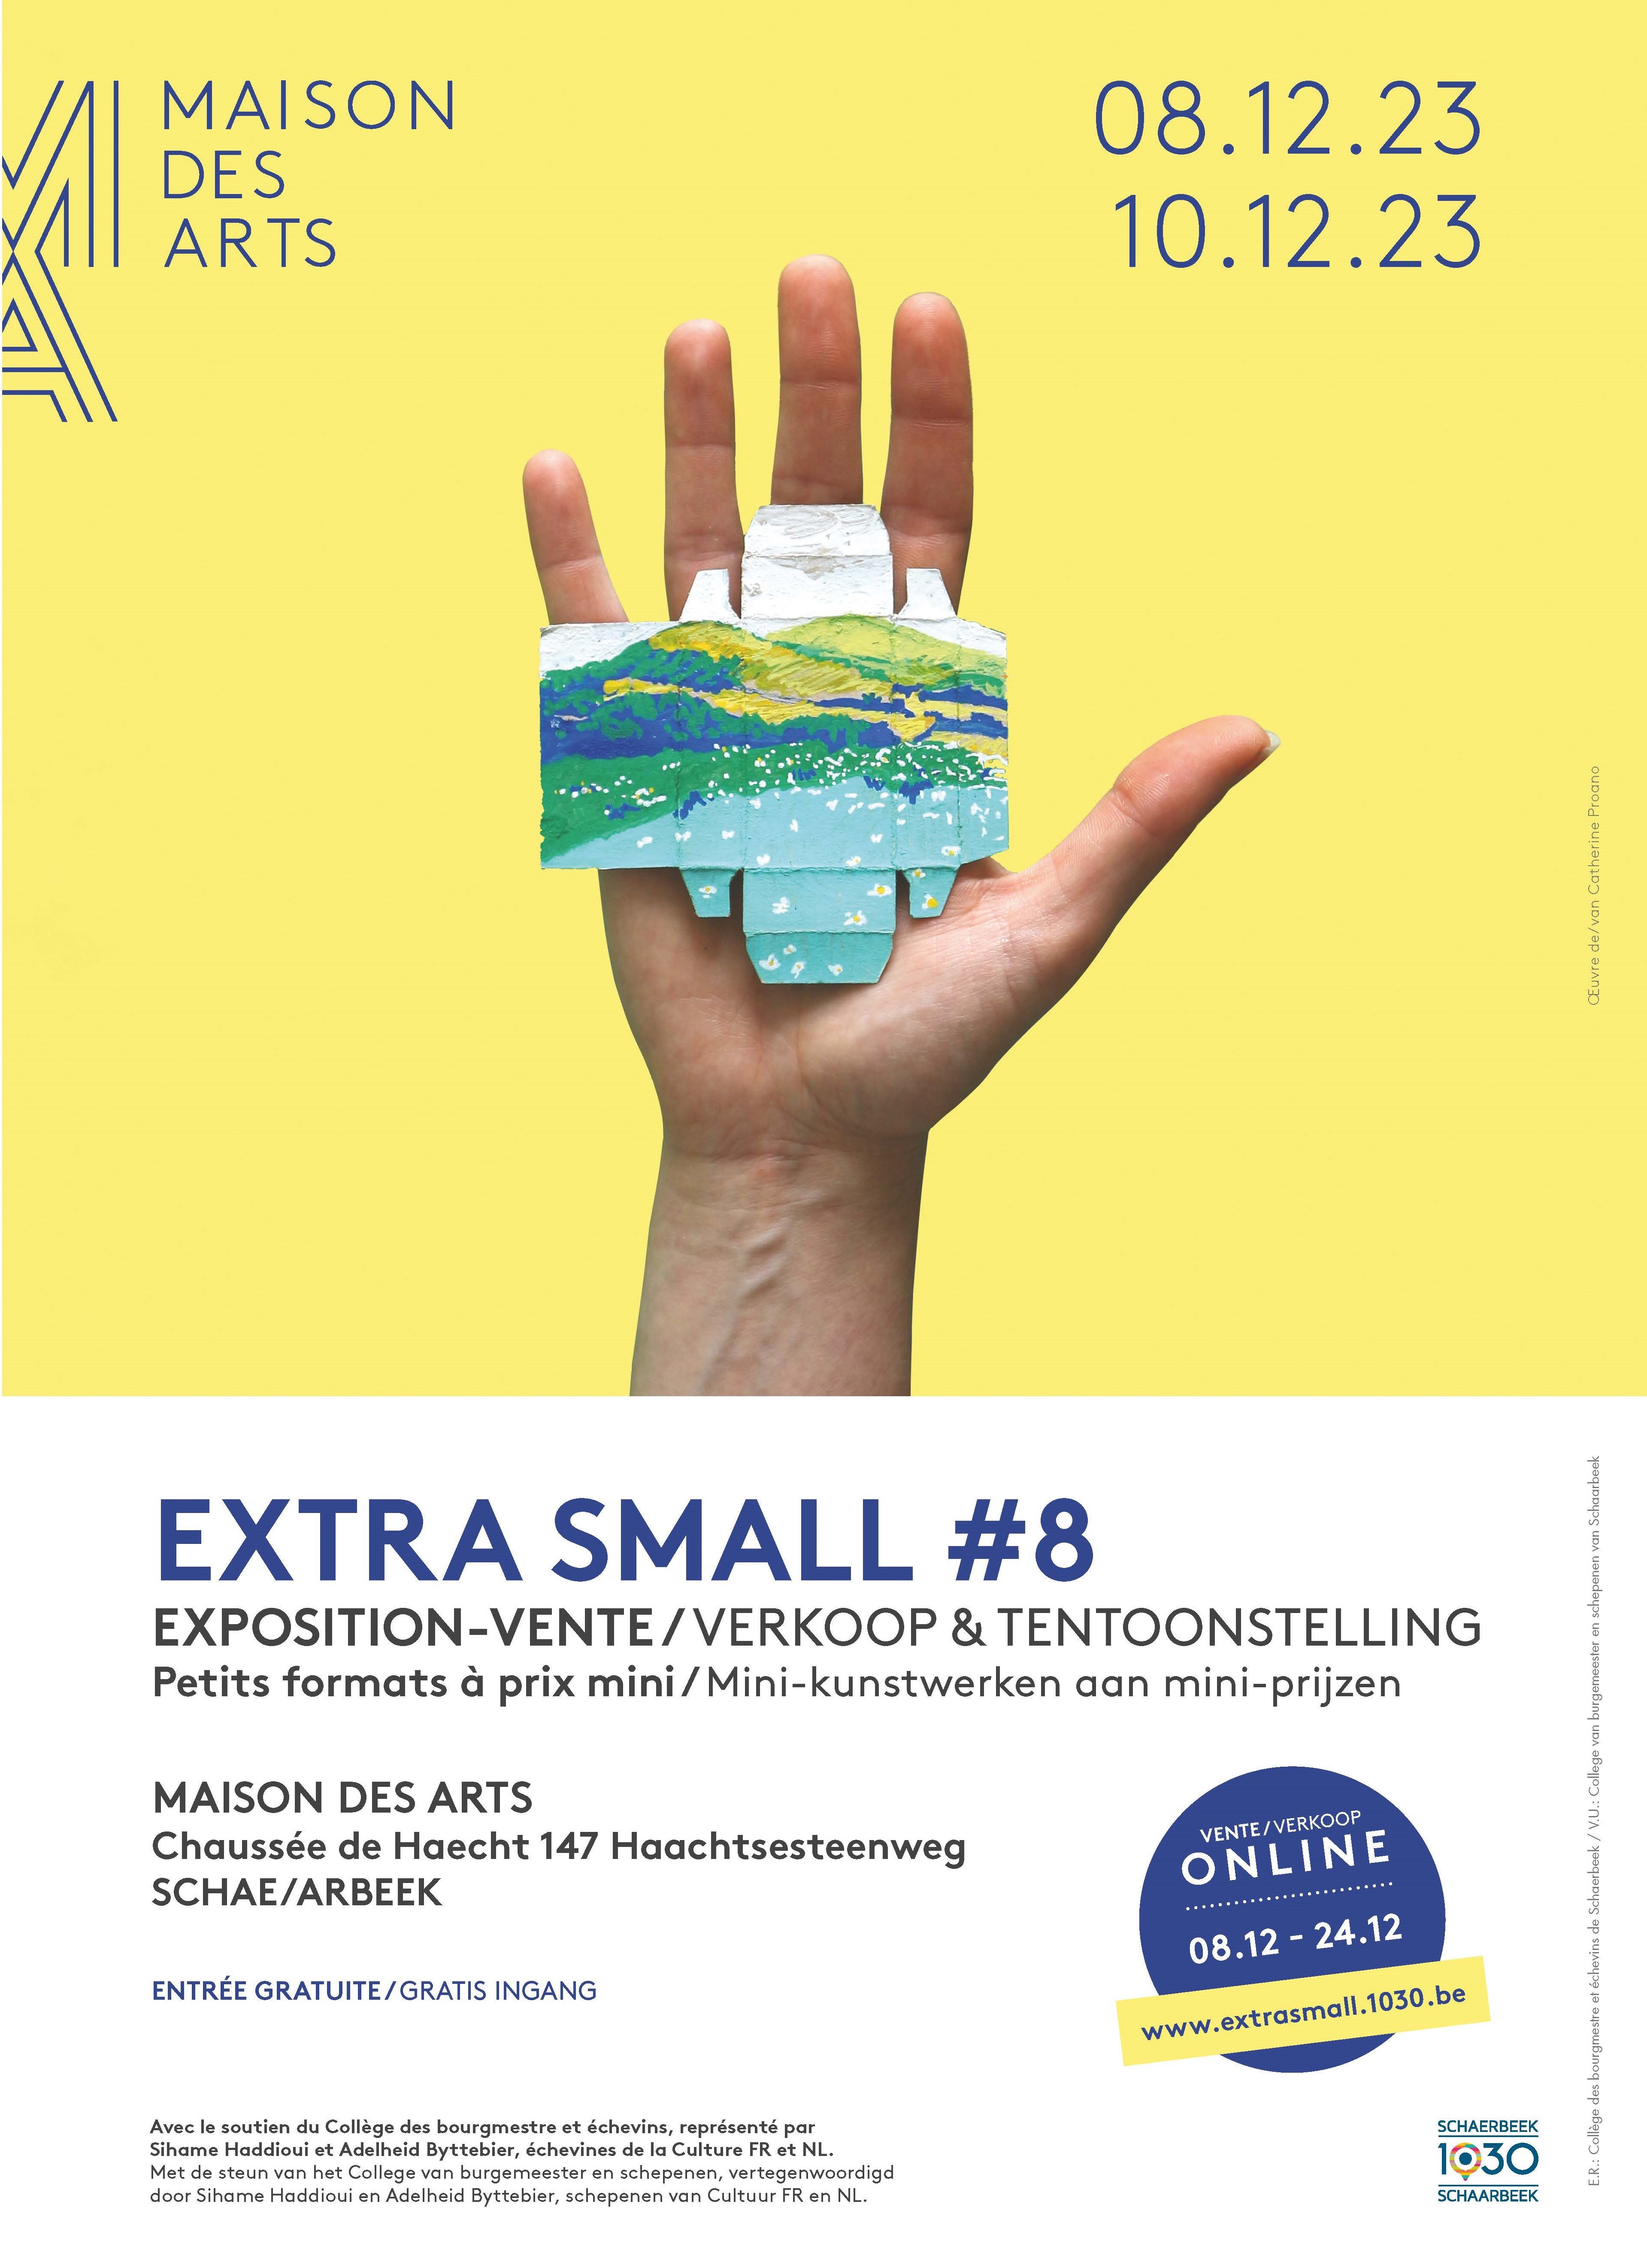 MAISON
DES
ARTS
08.12.23
10.12.23
Œuvre de/van Catherine Proano
EXTRA SMALL #8
EXPOSITION-VENTE / VERKOOP & TENTOONSTELLING
Petits formats à prix mini / Mini-kunstwerken aan mini-prijzen
MAISON DES ARTS
Chaussée de Haecht 147 Haachtsesteenweg
SCHAE/ARBEEK
ENTRÉE GRATUITE / GRATIS INGANG
VENTE / VERKOOP
ONLINE
08.12 - 24.12
www.extrasmall.1030.be
Avec le soutien du Collège des bourgmestre et échevins, représenté par
Sihame Haddioui et Adelheid Byttebier, échevines de la Culture FR et NL.
Met de steun van het College van burgemeester en schepenen, vertegenwoordigd
door Sihame Haddioui en Adelheid Byttebier, schepenen van Cultuur FR en NL.
SCHAERBEEK
1030
SCHAARBEEK
E.R.: Collège des bourgmestre et échevins de Schaerbeek / V.U.: College van burgemeester en schepenen van Schaarbeek